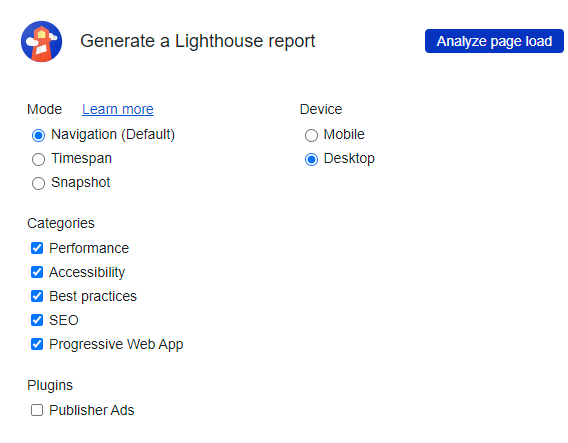 Generate a Lighthouse report
Analyze page load
Mode Learn more
Navigation (Default)
Timespan
Snapshot
Device
Mobile
Desktop
Categories
Performance
Accessibility
Best practices
SEO
Progressive Web App
Plugins
Publisher Ads